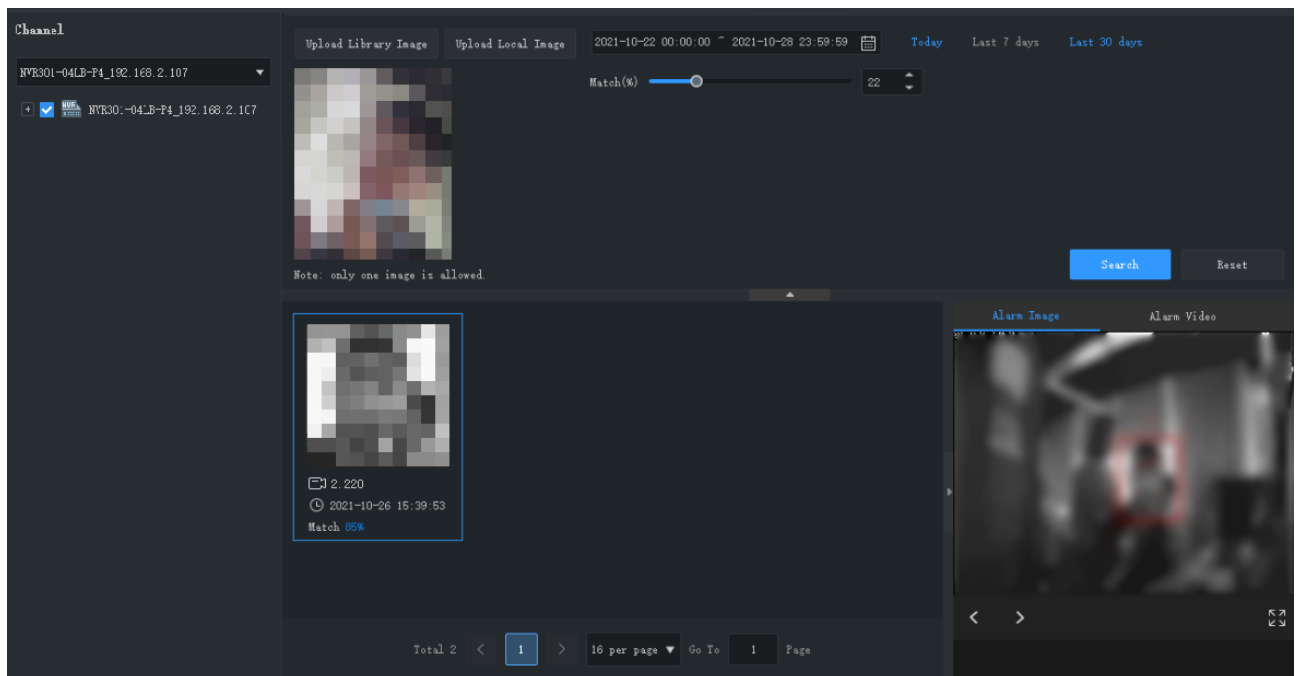 Channel
NVR301-04LB-P4_192.168.2.107
NVR301-04LB-P4_192.168.2.107
Upload Library Image
Upload Local Image
2021-10-22 00:00:00 ~ 2021-10-28 23:59:59
Today
Last 7 days
Last 30 days
Match(%)
22
Note: only one image is allowed.
Search
Reset
2.220
2021-10-26 15:39:53
Match 85%
Alarm Image
Alarm Video
Total 2
1
16 per page
Go To
1
Page